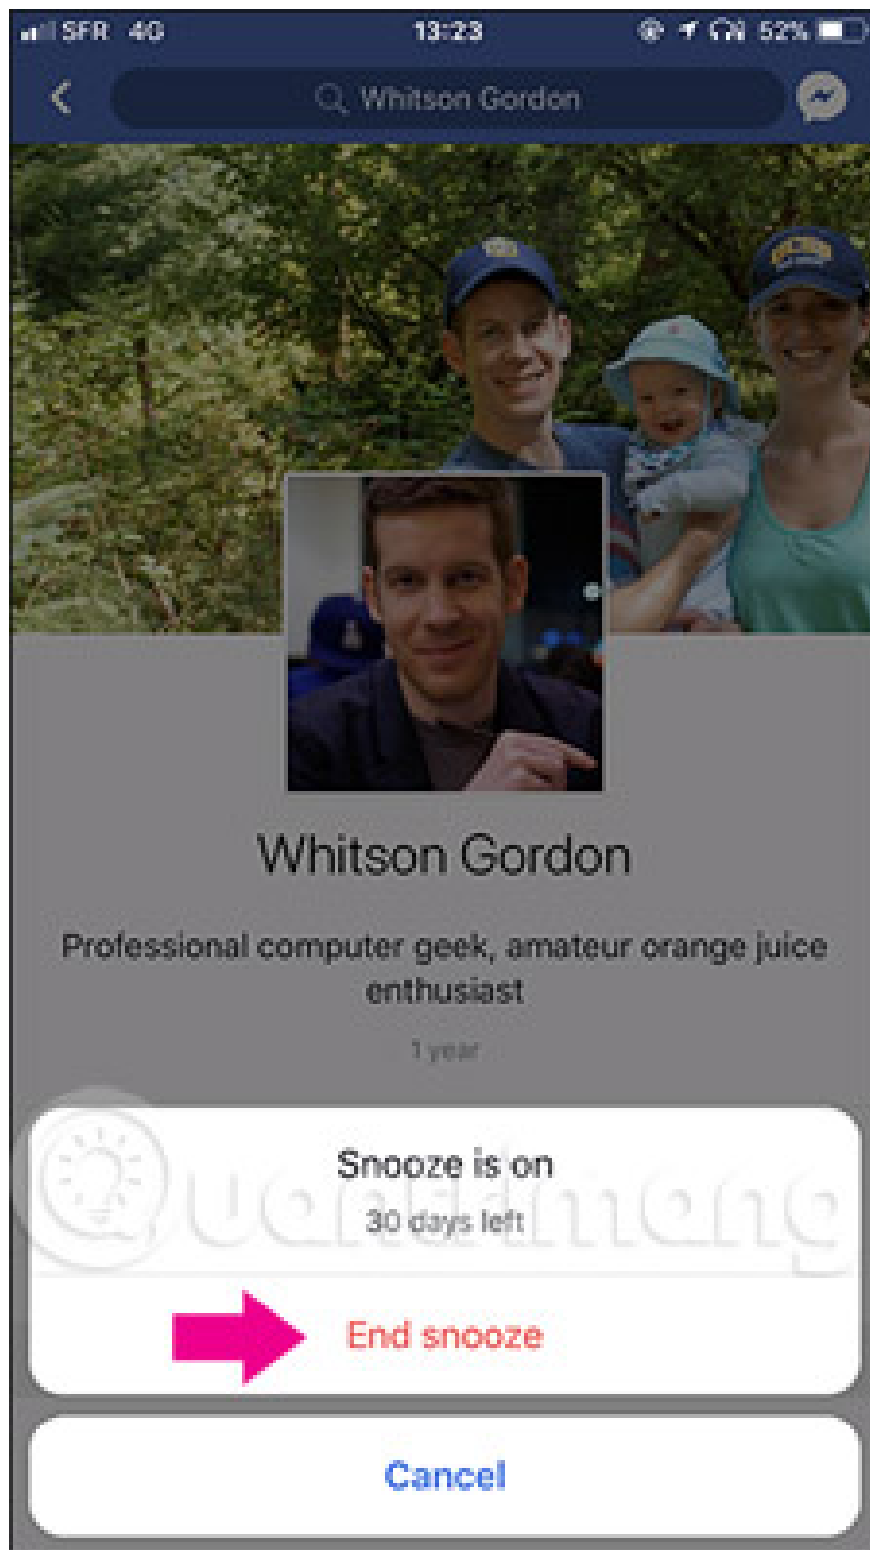 SFR 4G 13:23 52%
Whitson Gordon
Whitson Gordon
Professional computer geek, amateur orange juice
enthusiast
1 year
Snooze is on
30 days left
Quantrimang
End snooze
Cancel